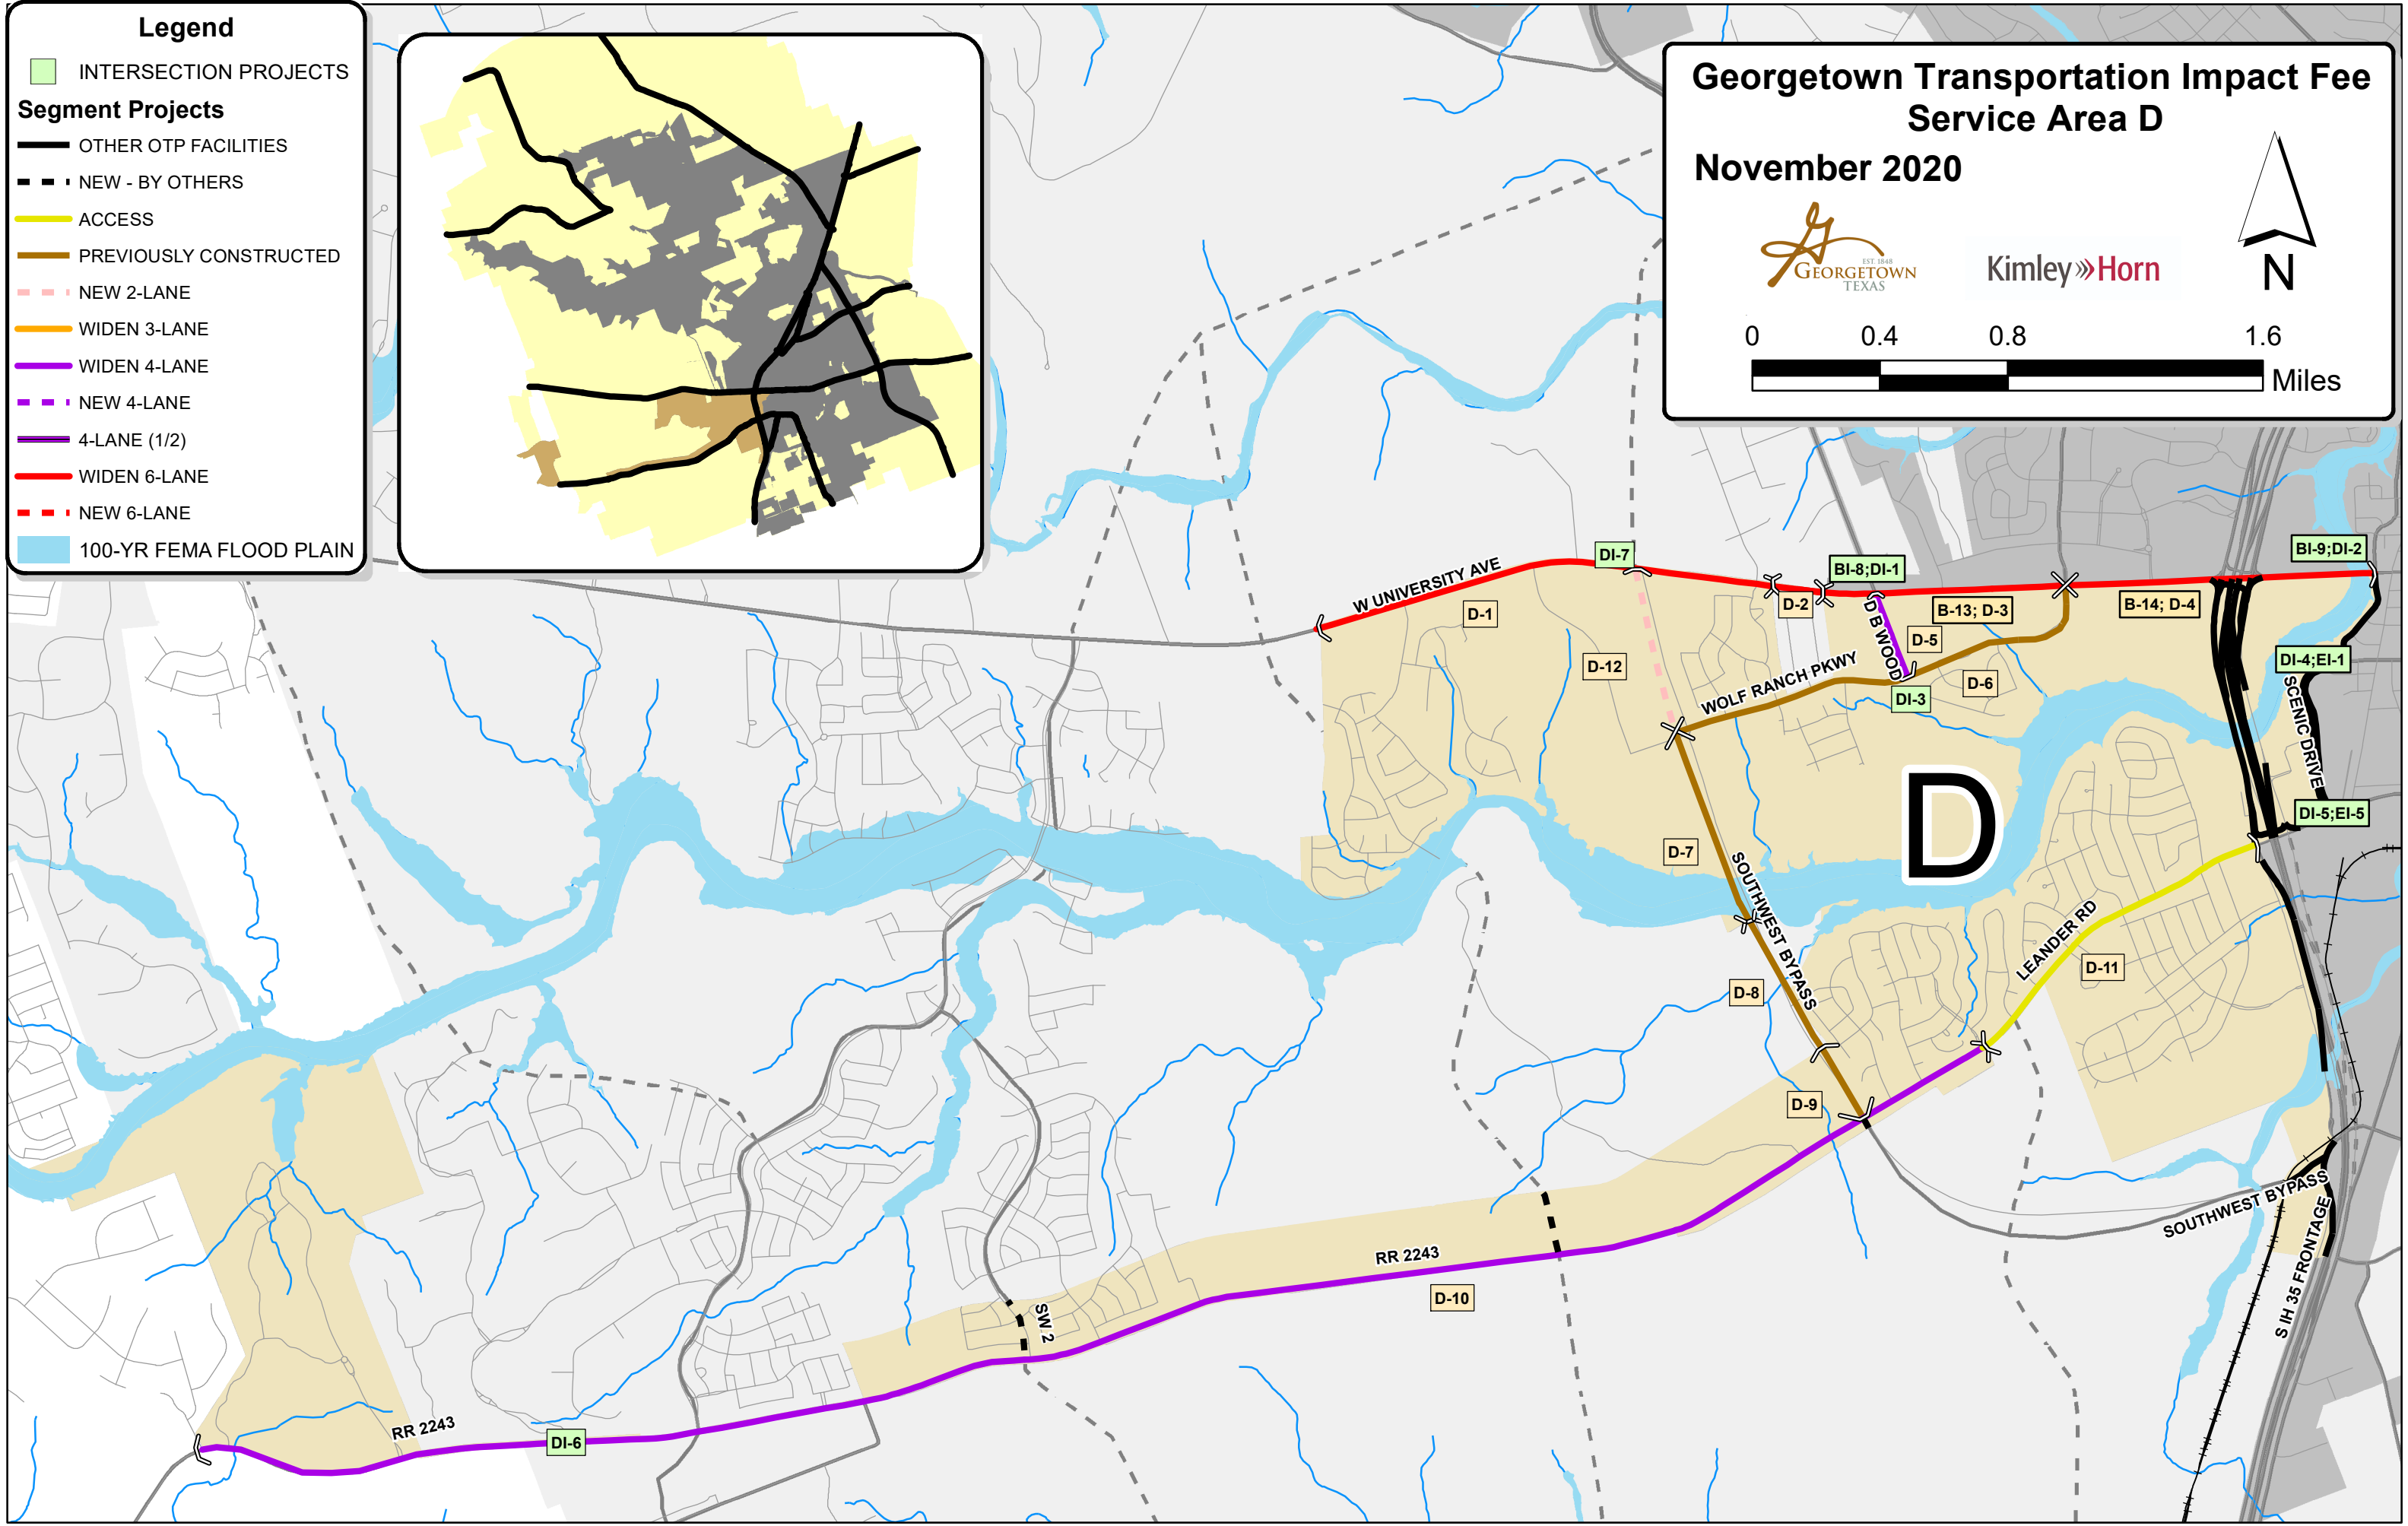 Legend
INTERSECTION PROJECTS
Segment Projects
OTHER OTP FACILITIES
NEW - BY OTHERS
ACCESS
PREVIOUSLY CONSTRUCTED
NEW 2-LANE
WIDEN 3-LANE
WIDEN 4-LANE
NEW 4-LANE
4-LANE (1/2)
WIDEN 6-LANE
NEW 6-LANE
100-YR FEMA FLOOD PLAIN
Georgetown Transportation Impact Fee
Service Area D
November 2020
EST. 1848
GEORGETOWN
TEXAS
Kimley»Horn
N
0 0.4 0.8 1.6
Miles
W UNIVERSITY AVE
DI-7
BI-8;DI-1
BI-9;DI-2
D-1
D-2
B-13; D-3
B-14; D-4
D B WOOD
D-5
D-12
WOLF RANCH PKWY
D-6
DI-3
DI-4;EI-1
SCENIC DRIVE
D
DI-5;EI-5
D-7
SOUTHWEST BYPASS
D-8
LEANDER RD
D-11
D-9
SOUTHWEST BYPASS
S IH 35 FRONTAGE
RR 2243
D-10
SW 2
RR 2243
DI-6